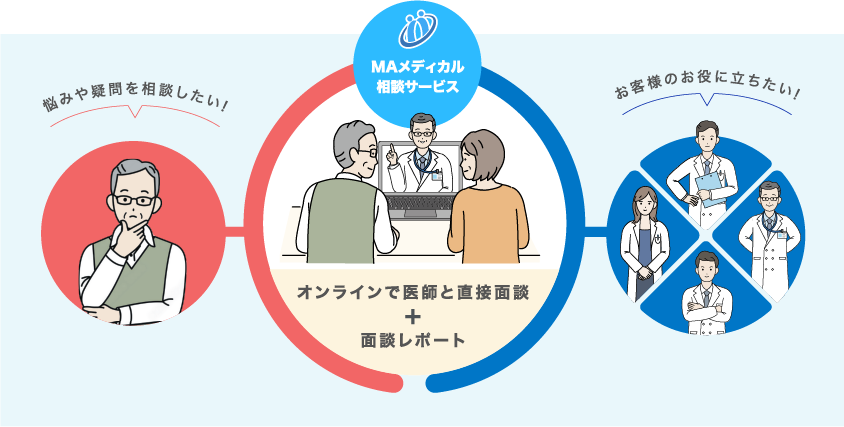 MAメディカル
相談サービス
悩みや疑問を相談したい!
お客様のお役に立ちたい!
オンラインで医師と直接面談
+
面談レポート